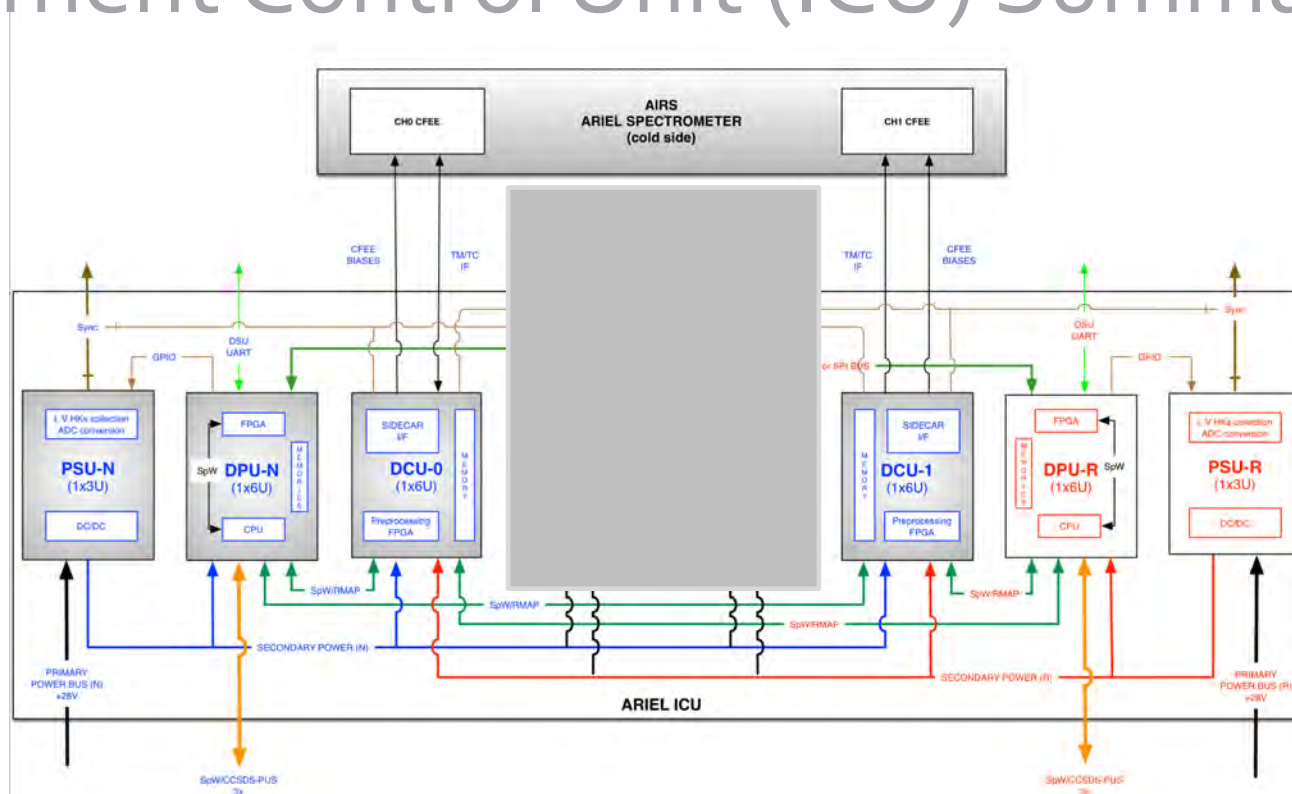 ment Control Unit (ICU) Summa
AIRS
ARIEL SPECTROMETER
(cold side)
CH0 CFEE
CH1 CFEE
CFEE
BIASES
TM/TC
IF
TM/TC
IF
CFEE
BIASES
Sync
DSU
UART
GPIO
or SPI BUS
Sync
DSU
UART
GPIO
I, V HKs collection
ADC conversion
PSU-N
(1x3U)
DC/DC
FPGA
SpW
DPU-N
(1x6U)
MEMORIES
CPU
SIDECAR
I/F
DCU-0
(1x6U)
MEMORY
Preprocessing
FPGA
SIDECAR
I/F
MEMORY
DCU-1
(1x6U)
Preprocessing
FPGA
FPGA
MEMORIES
DPU-R
(1x6U)
SpW
CPU
I, V HKs collection
ADC conversion
PSU-R
(1x3U)
DC/DC
SpW/RMAP
SpW/RMAP
SpW/RMAP
SpW/RMAP
SECONDARY POWER (N)
SECONDARY POWER (R)
PRIMARY
POWER BUS (N)
+28V
PRIMARY
POWER BUS (R)
+28V
ARIEL ICU
SpW/CCSDS-PUS
SpW/CCSDS-PUS